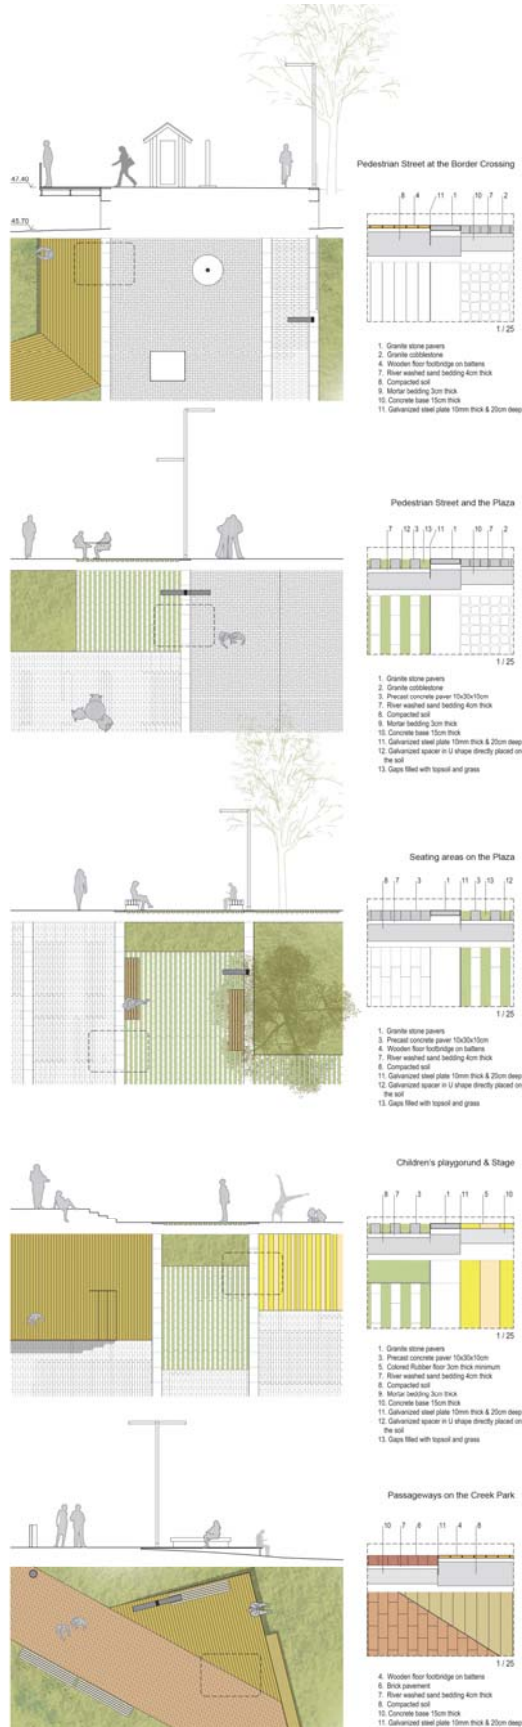 Pedestrian Street at the Border Crossing
47.40
45.70
8 4 11 1 10 7 2
1 / 25
1. Granite stone pavers
2. Granite cobblestone
4. Wooden floor footbridge on battens
7. River washed sand bedding 4cm thick
8. Compacted soil
9. Mortar bedding 3cm thick
10. Concrete base 15cm thick
11. Galvanized steel plate 10mm thick & 20cm deep
Pedestrian Street and the Plaza
7 12 3 13 11 1 10 7 2
1 / 25
1. Granite stone pavers
2. Granite cobblestone
3. Precast concrete paver 10x30x10cm
7. River washed sand bedding 4cm thick
8. Compacted soil
9. Mortar bedding 3cm thick
10. Concrete base 15cm thick
11. Galvanized steel plate 10mm thick & 20cm deep
12. Galvanized spacer in U shape directly placed on
the soil
13. Gaps filled with topsoil and grass
Seating areas on the Plaza
8 7 3 1 11 3 13 12
1 / 25
1. Granite stone pavers
3. Precast concrete paver 10x30x10cm
4. Wooden floor footbridge on battens
7. River washed sand bedding 4cm thick
8. Compacted soil
11. Galvanized steel plate 10mm thick & 20cm deep
12. Galvanized spacer in U shape directly placed on
the soil
13. Gaps filled with topsoil and grass
Children's playgorund & Stage
8 7 3 1 11 5 10
1 / 25
1. Granite stone pavers
3. Precast concrete paver 10x30x10cm
5. Colored Rubber floor 3cm thick minimum
7. River washed sand bedding 4cm thick
8. Compacted soil
9. Mortar bedding 3cm thick
10. Concrete base 15cm thick
11. Galvanized steel plate 10mm thick & 20cm deep
12. Galvanized spacer in U shape directly placed on
the soil
13. Gaps filled with topsoil and grass
Passageways on the Creek Park
10 7 6 11 4 8
1 / 25
4. Wooden floor footbridge on battens
6. Brick pavement
7. River washed sand bedding 4cm thick
8. Compacted soil
10. Concrete base 15cm thick
11. Galvanized steel plate 10mm thick & 20cm deep